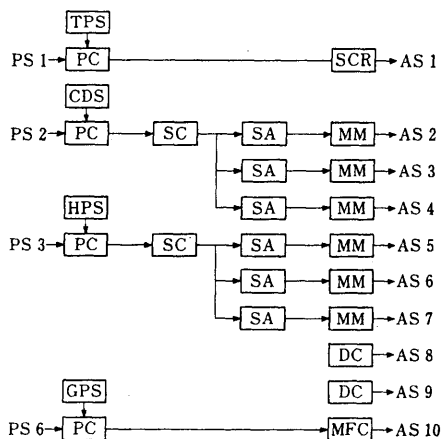 TPS
PS 1 PC SCR AS 1
CDS
PS 2 PC SC SA MM AS 2
SA MM AS 3
SA MM AS 4
HPS
PS 3 PC SC SA MM AS 5
SA MM AS 6
SA MM AS 7
DC AS 8
GPS DC AS 9
PS 6 PC MFC AS 10